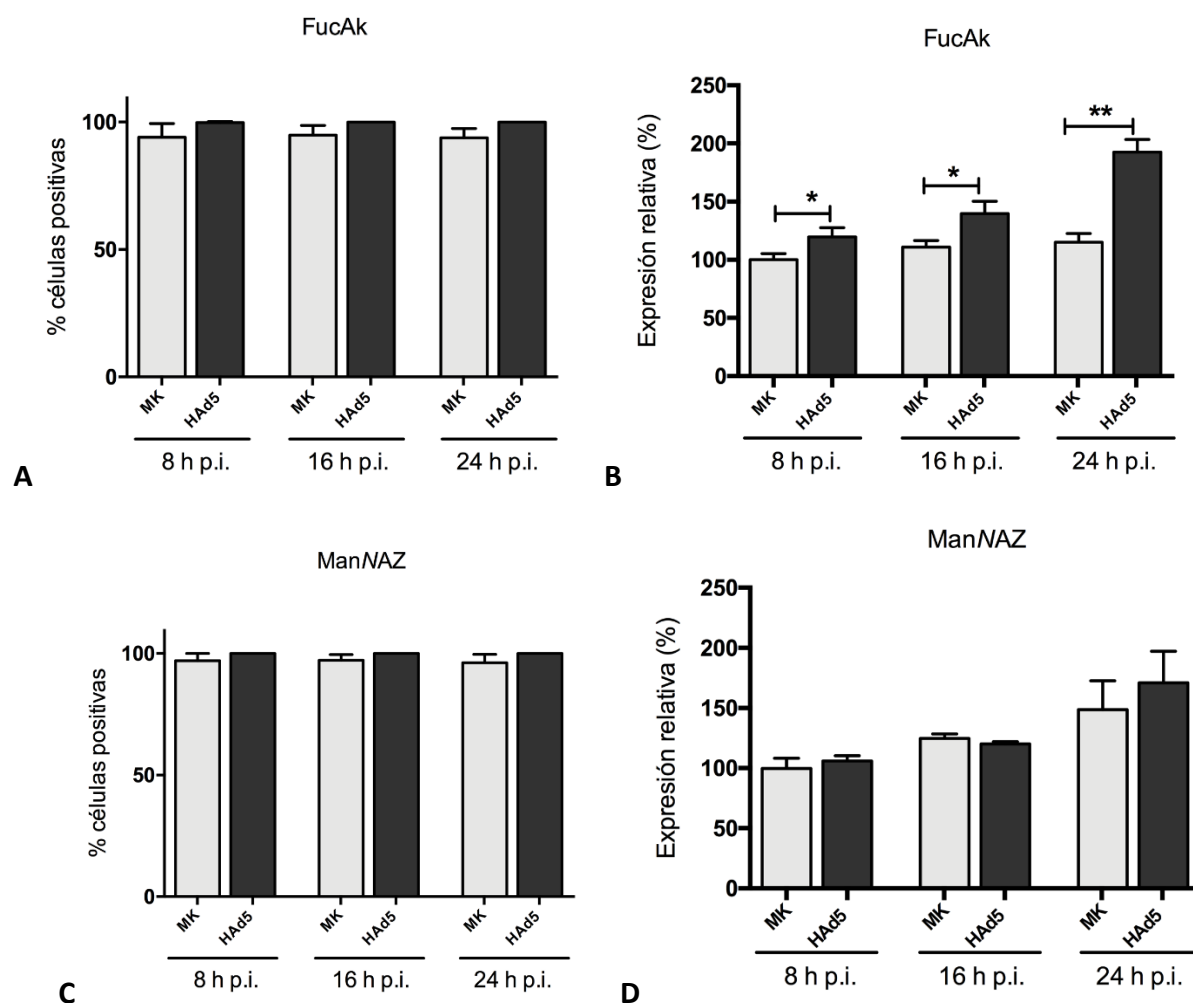 FucAk
% células positivas
100
50
0
MK HAd5 MK HAd5 MK HAd5
8 h p.i. 16 h p.i. 24 h p.i.
A
FucAk
Expresión relativa (%)
250
200
150
100
50
0
* * **
MK HAd5 MK HAd5 MK HAd5
8 h p.i. 16 h p.i. 24 h p.i.
B
ManNAZ
% células positivas
100
50
0
MK HAd5 MK HAd5 MK HAd5
8 h p.i. 16 h p.i. 24 h p.i.
C
ManNAZ
Expresión relativa (%)
250
200
150
100
50
0
MK HAd5 MK HAd5 MK HAd5
8 h p.i. 16 h p.i. 24 h p.i.
D